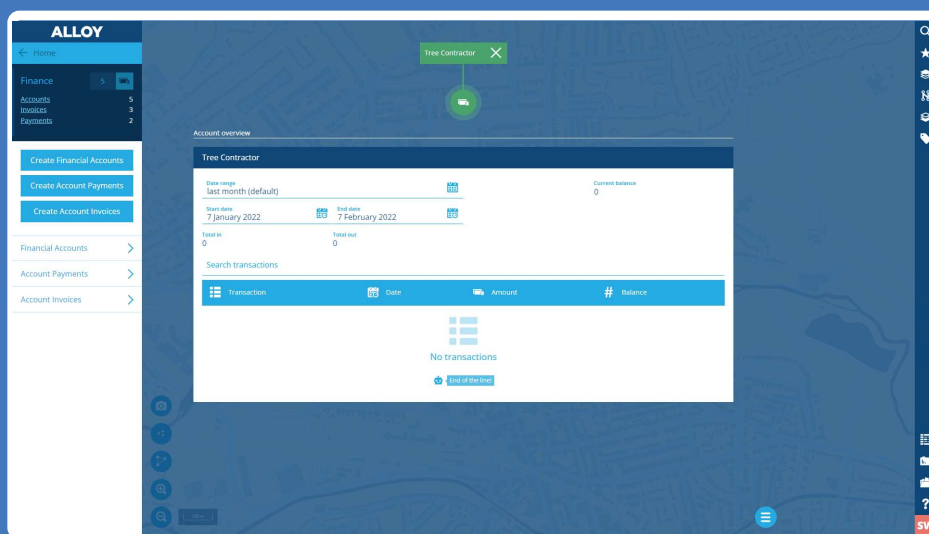 ALLOY
Home
Finance 5
Accounts 5
Invoices 3
Payments 2
Create Financial Accounts
Create Account Payments
Create Account Invoices
Financial Accounts
Account Payments
Account Invoices
Tree Contractor
Account overview
Tree Contractor
Date range
last month (default)
Current balance
0
Start date
7 January 2022
End date
7 February 2022
Total in
0
Total out
0
Search transactions
Transaction Date Amount # Balance
No transactions
End of the line!
?
SW